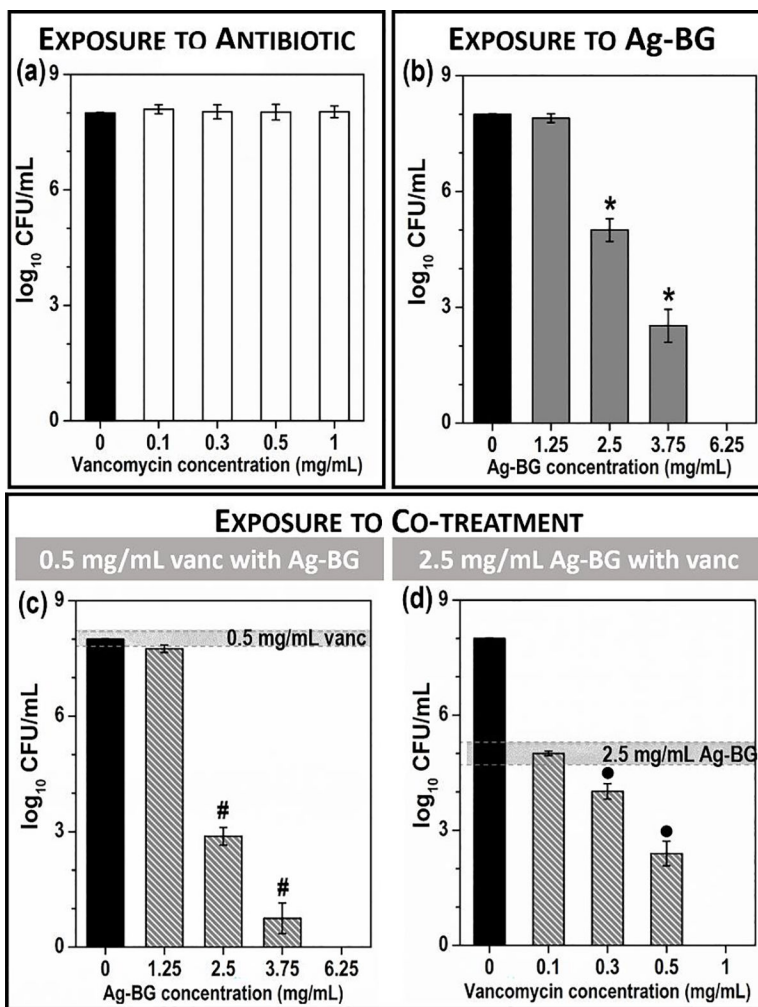 EXPOSURE TO ANTIBIOTIC
(a)
9
6
3
0
log10 CFU/mL
0 0.1 0.3 0.5 1
Vancomycin concentration (mg/mL)
EXPOSURE TO Ag-BG
(b)
9
6
3
0
log10 CFU/mL
*
*
0 1.25 2.5 3.75 6.25
Ag-BG concentration (mg/mL)
EXPOSURE TO CO-TREATMENT
0.5 mg/mL vanc with Ag-BG
(c)
9
6
3
0
log10 CFU/mL
0.5 mg/mL vanc
#
#
0 1.25 2.5 3.75 6.25
Ag-BG concentration (mg/mL)
2.5 mg/mL Ag-BG with vanc
(d)
9
6
3
0
log10 CFU/mL
2.5 mg/mL Ag-BG
0 0.1 0.3 0.5 1
Vancomycin concentration (mg/mL)